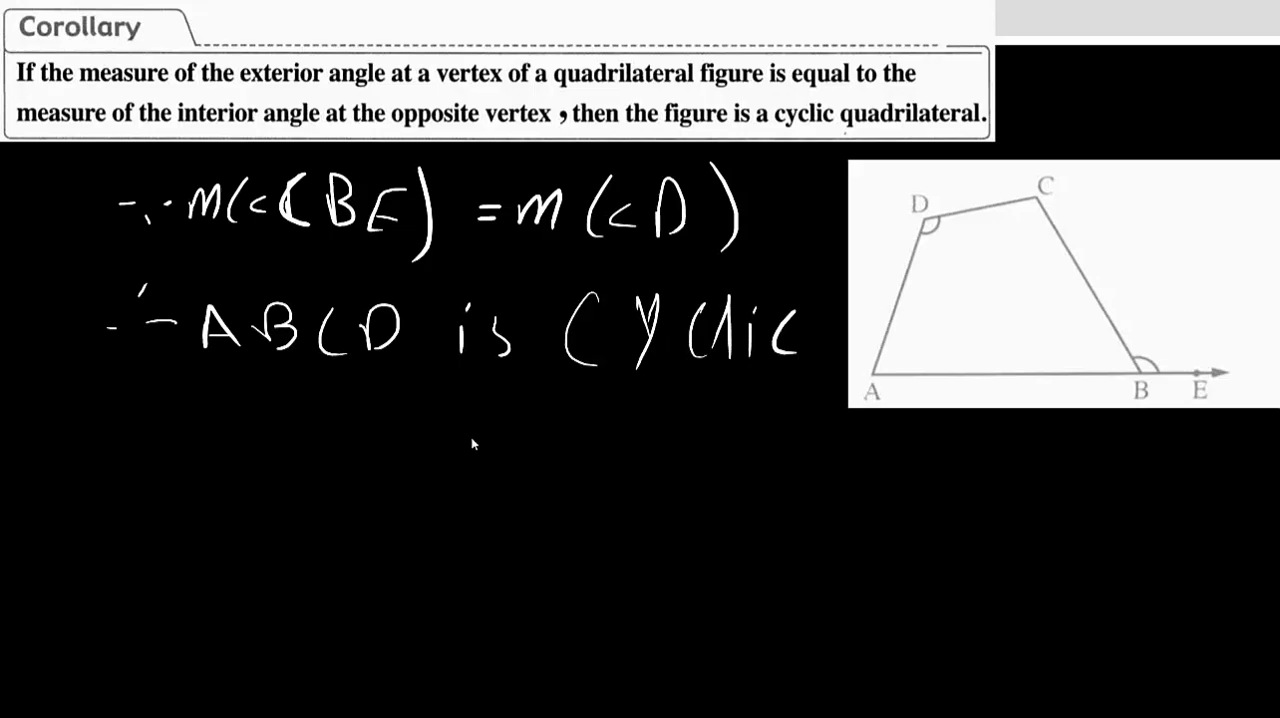 Corollary
If the measure of the exterior angle at a vertex of a quadrilateral figure is equal to the
measure of the interior angle at the opposite vertex , then the figure is a cyclic quadrilateral.
∵ m(<CBE) = m(<D)
∴ ABCD is CYCliC
D
C
A
B
E